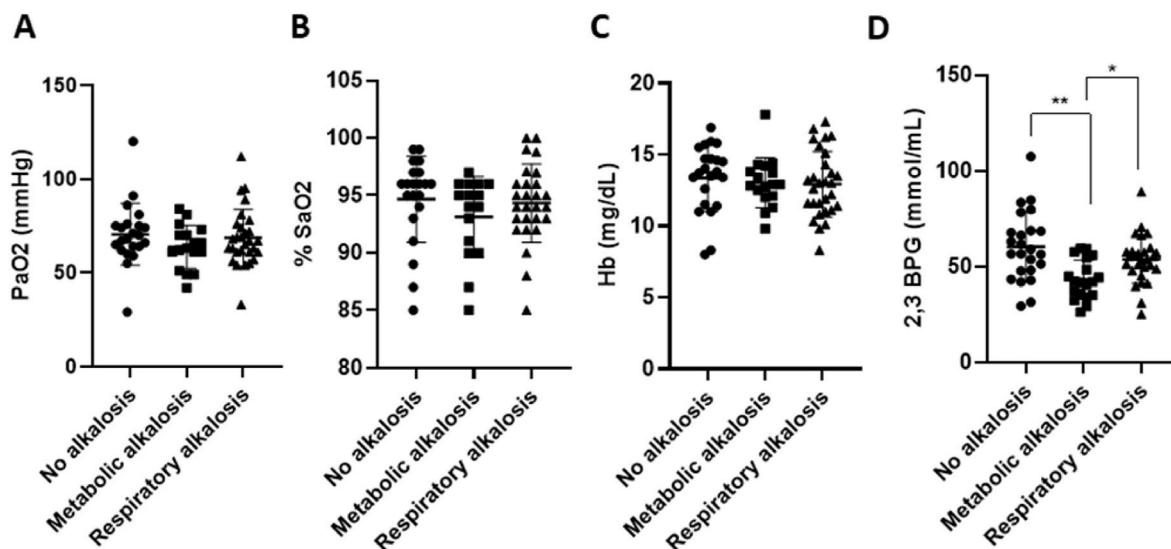 A
PaO2 (mmHg)
150
100
50
0
No alkalosis
Metabolic alkalosis
Respiratory alkalosis
B
% SaO2
105
100
95
90
85
80
No alkalosis
Metabolic alkalosis
Respiratory alkalosis
C
Hb (mg/dL)
20
15
10
5
0
No alkalosis
Metabolic alkalosis
Respiratory alkalosis
D
2,3 BPG (mmol/mL)
150
100
50
0
**
*
No alkalosis
Metabolic alkalosis
Respiratory alkalosis